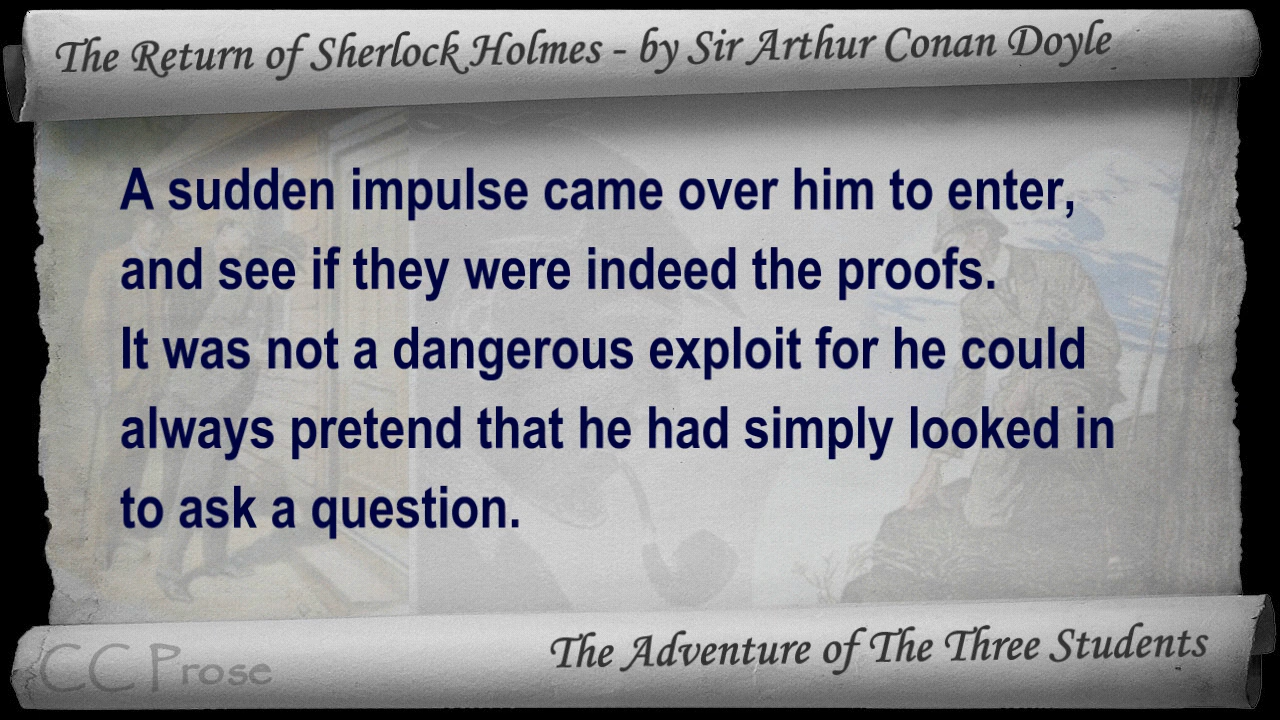 The Return of Sherlock Holmes - by Sir Arthur Conan Doyle
A sudden impulse came over him to enter,
and see if they were indeed the proofs.
It was not a dangerous exploit for he could
always pretend that he had simply looked in
to ask a question.
The Adventure of The Three Students
CC Prose